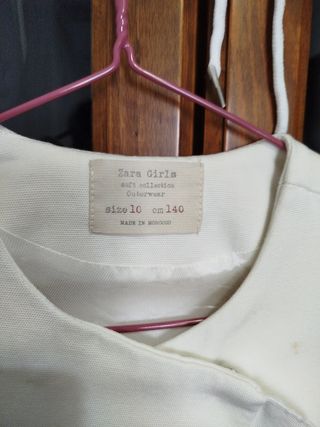 Zara Girls
soft collection
Outerwear
size 10 cm 140
MADE IN MOROCCO